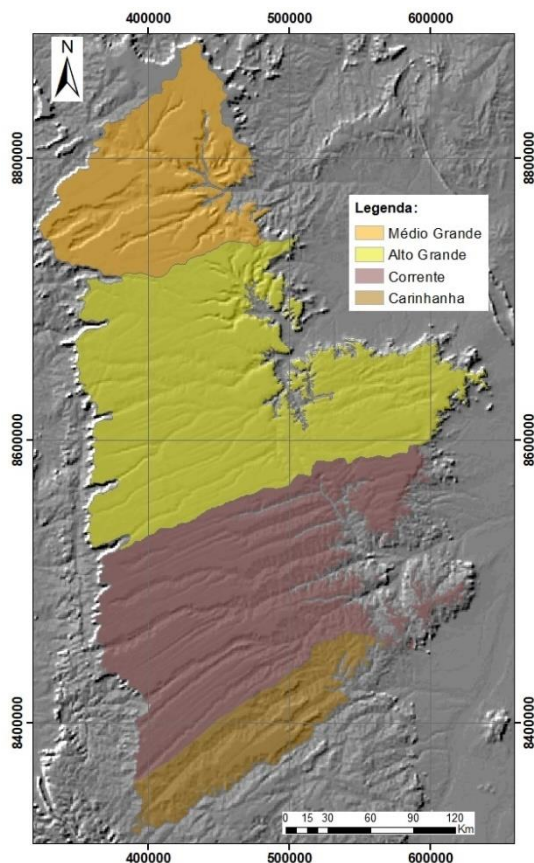 400000 500000 600000
N
8800000 8800000
Legenda:
Médio Grande
Alto Grande
Corrente
Carinhanha
8600000 8600000
8400000 8400000
0 15 30 60 90 120
Km
400000 500000 600000